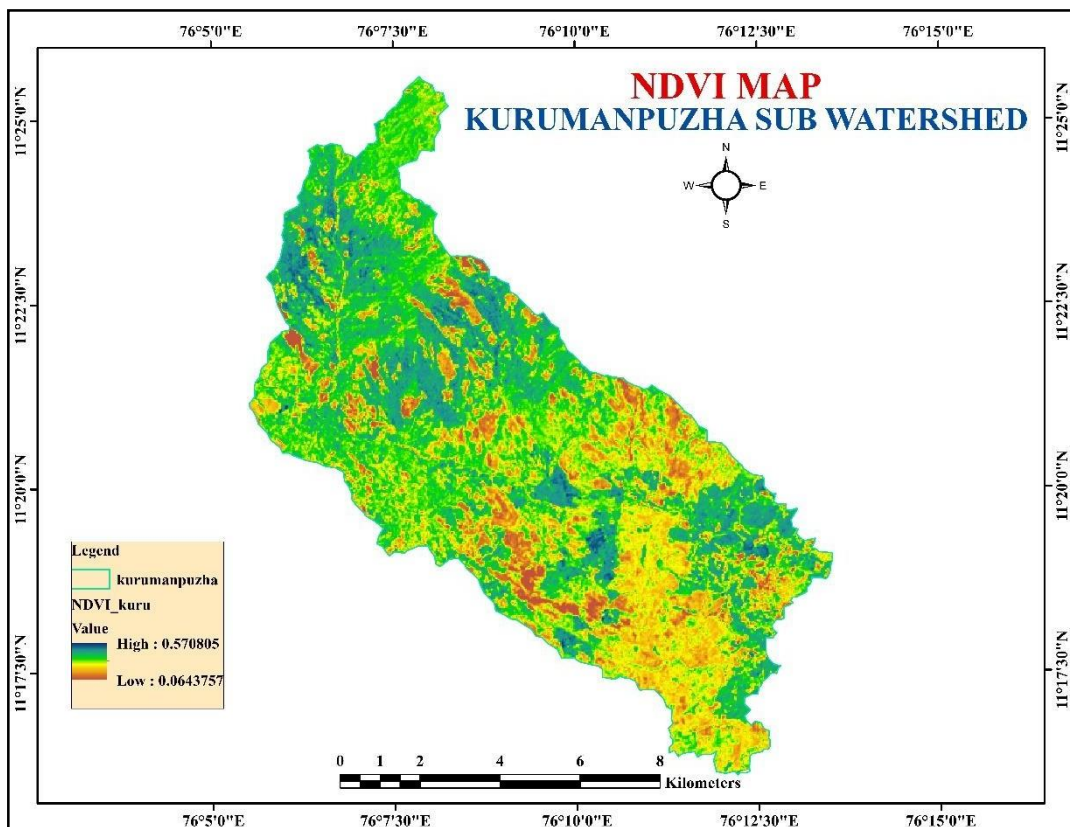 76°5'0"E 76°7'30"E 76°10'0"E 76°12'30"E 76°15'0"E
NDVI MAP
KURUMANPUZHA SUB WATERSHED
N
W E
S
11°25'0"N 11°25'0"N
11°22'30"N 11°22'30"N
11°20'0"N 11°20'0"N
11°17'30"N 11°17'30"N
Legend
kurumanpuzha
NDVI_kuru
Value
High : 0.570805
Low : 0.0643757
0 1 2 4 6 8
Kilometers
76°5'0"E 76°7'30"E 76°10'0"E 76°12'30"E 76°15'0"E